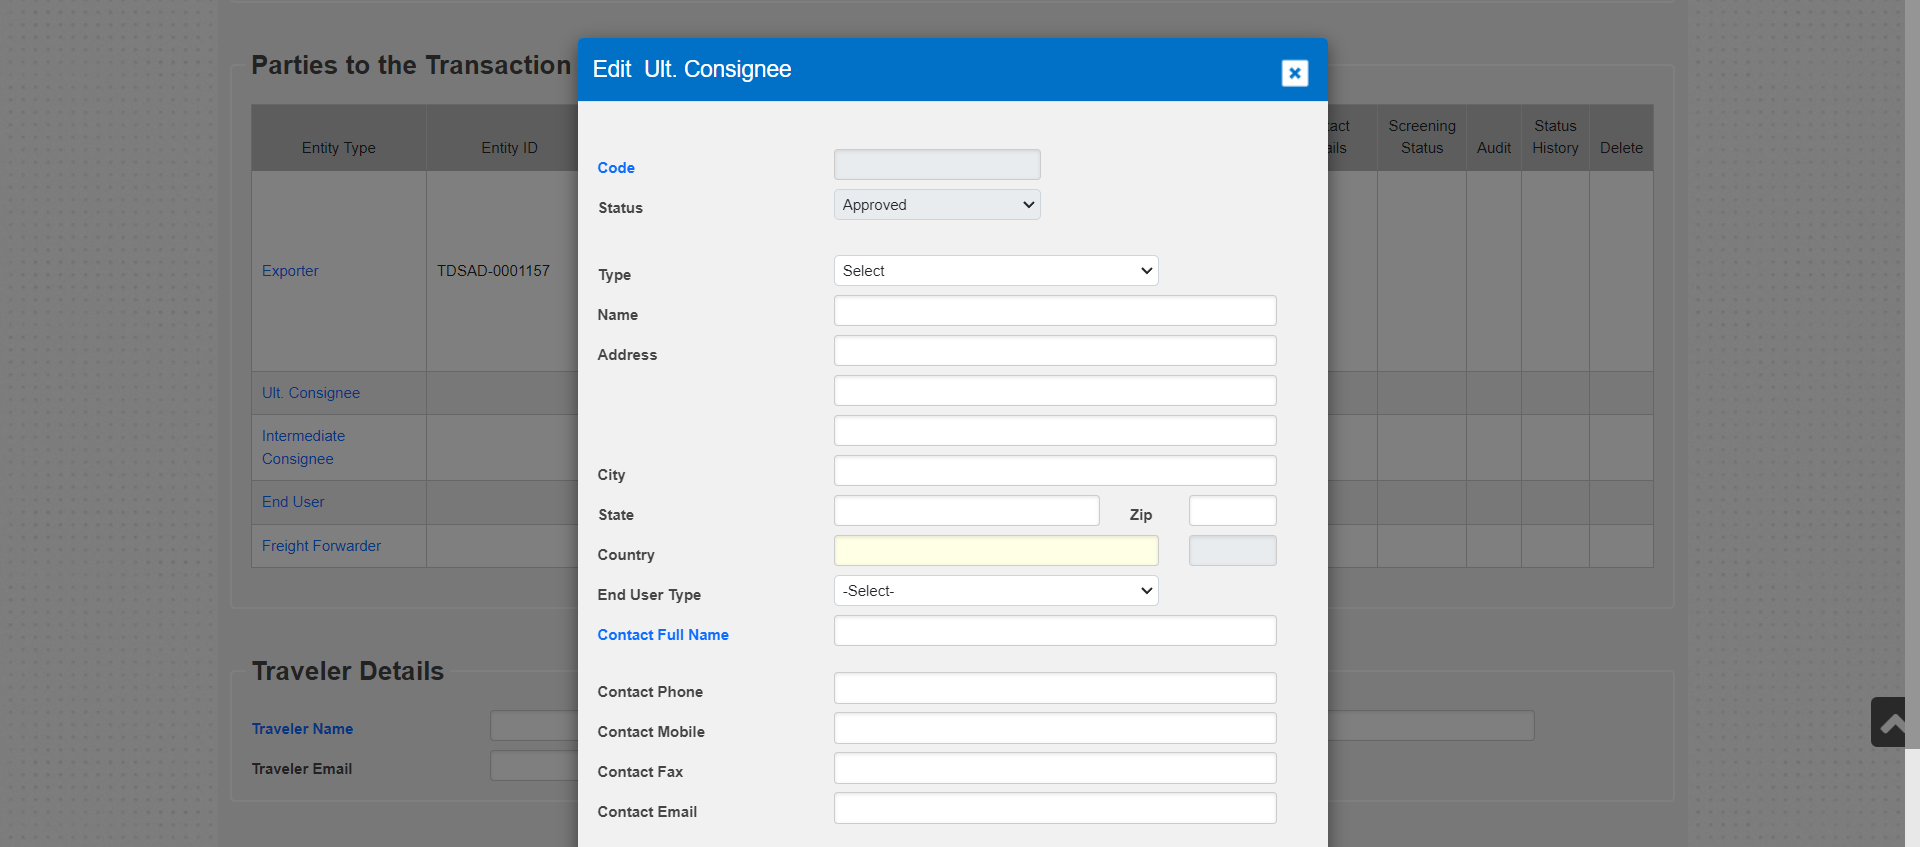 Parties to the Transaction
Entity Type
Entity ID
Screening
Status
Audit
Status
History
Delete
Exporter
TDSAD-0001157
Ult. Consignee
Intermediate
Consignee
End User
Freight Forwarder
Traveler Details
Traveler Name
Traveler Email
Edit Ult. Consignee
Code
Status
Approved
Type
Select
Name
Address
City
State
Zip
Country
End User Type
-Select-
Contact Full Name
Contact Phone
Contact Mobile
Contact Fax
Contact Email